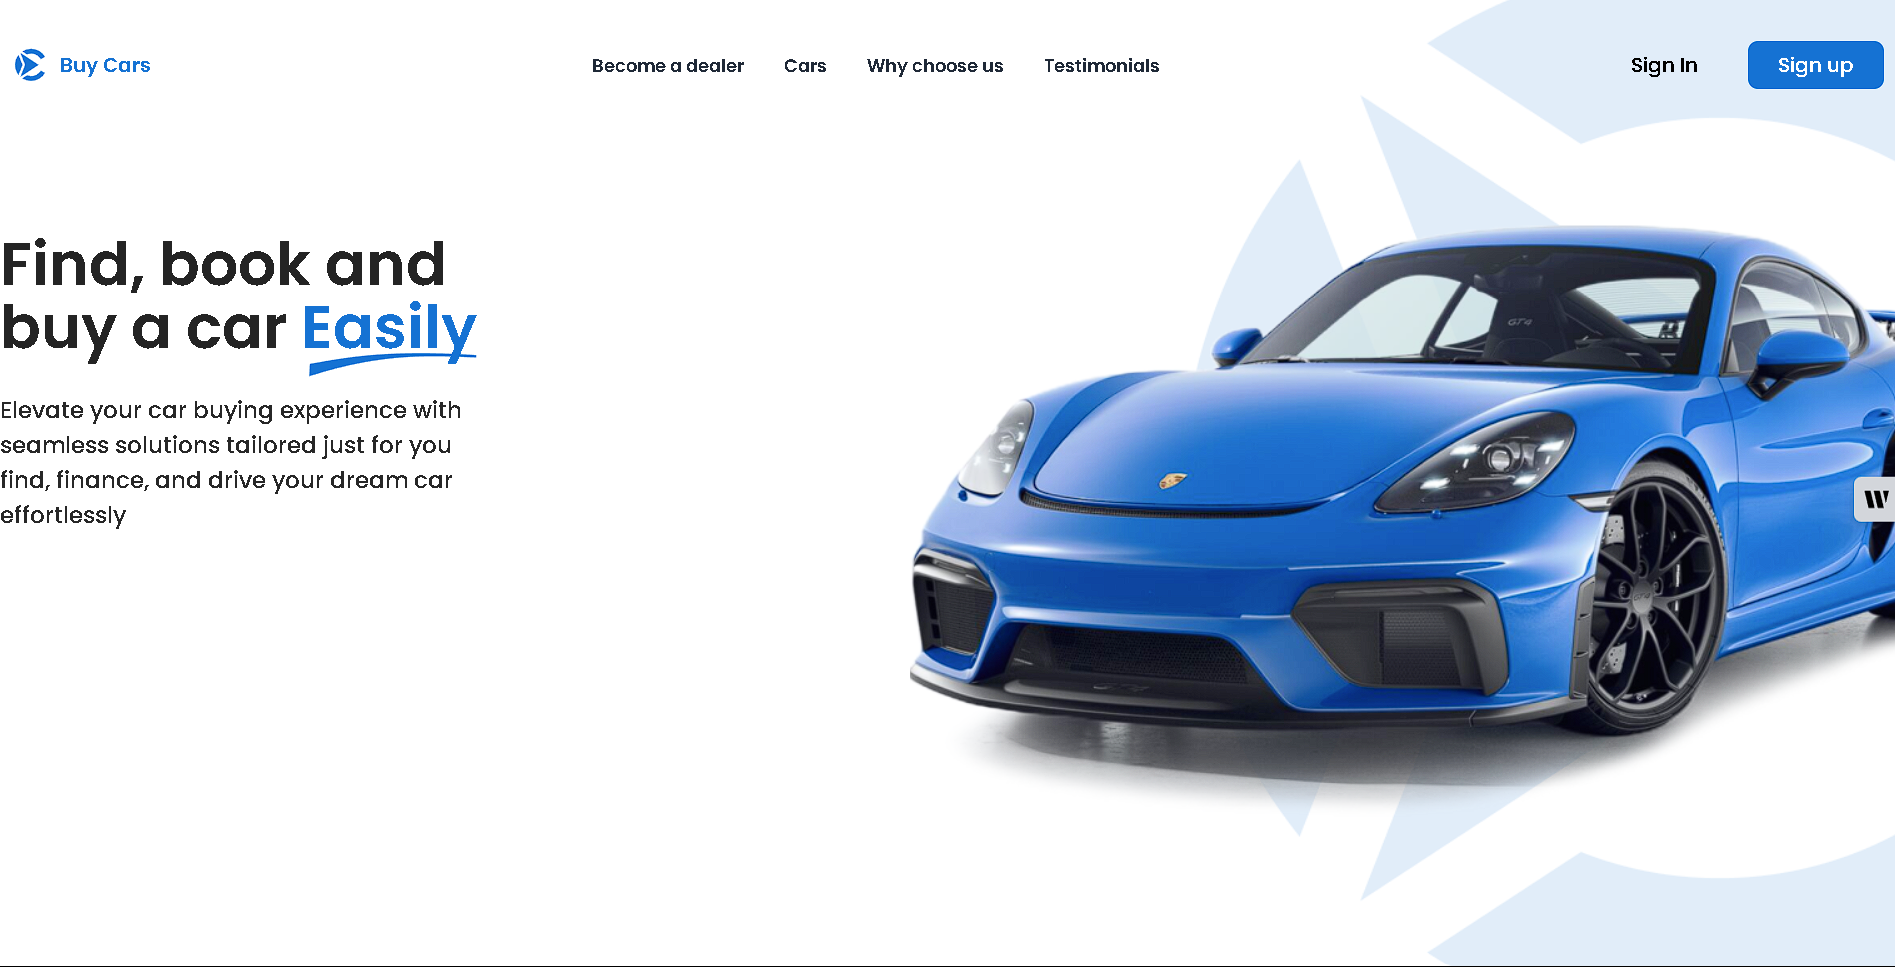 Buy Cars
Become a dealer
Cars
Why choose us
Testimonials
Sign In
Sign up
Find, book and
buy a car Easily
Elevate your car buying experience with
seamless solutions tailored just for you
find, finance, and drive your dream car
effortlessly
GT4
W